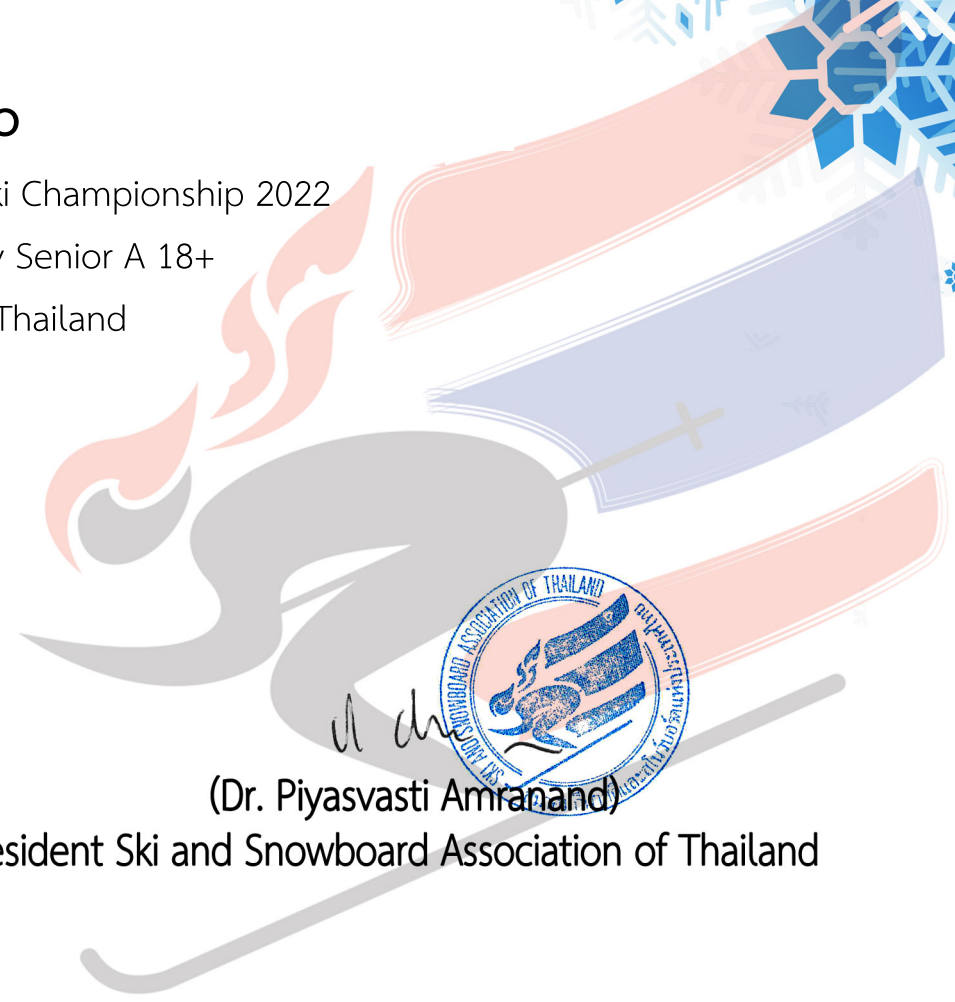 o
ki Championship 2022
y Senior A 18+
Thailand
SKI AND SNOWBOARD ASSOCIATION OF THAILAND
(Dr. Piyasvasti Amranand)
esident Ski and Snowboard Association of Thailand